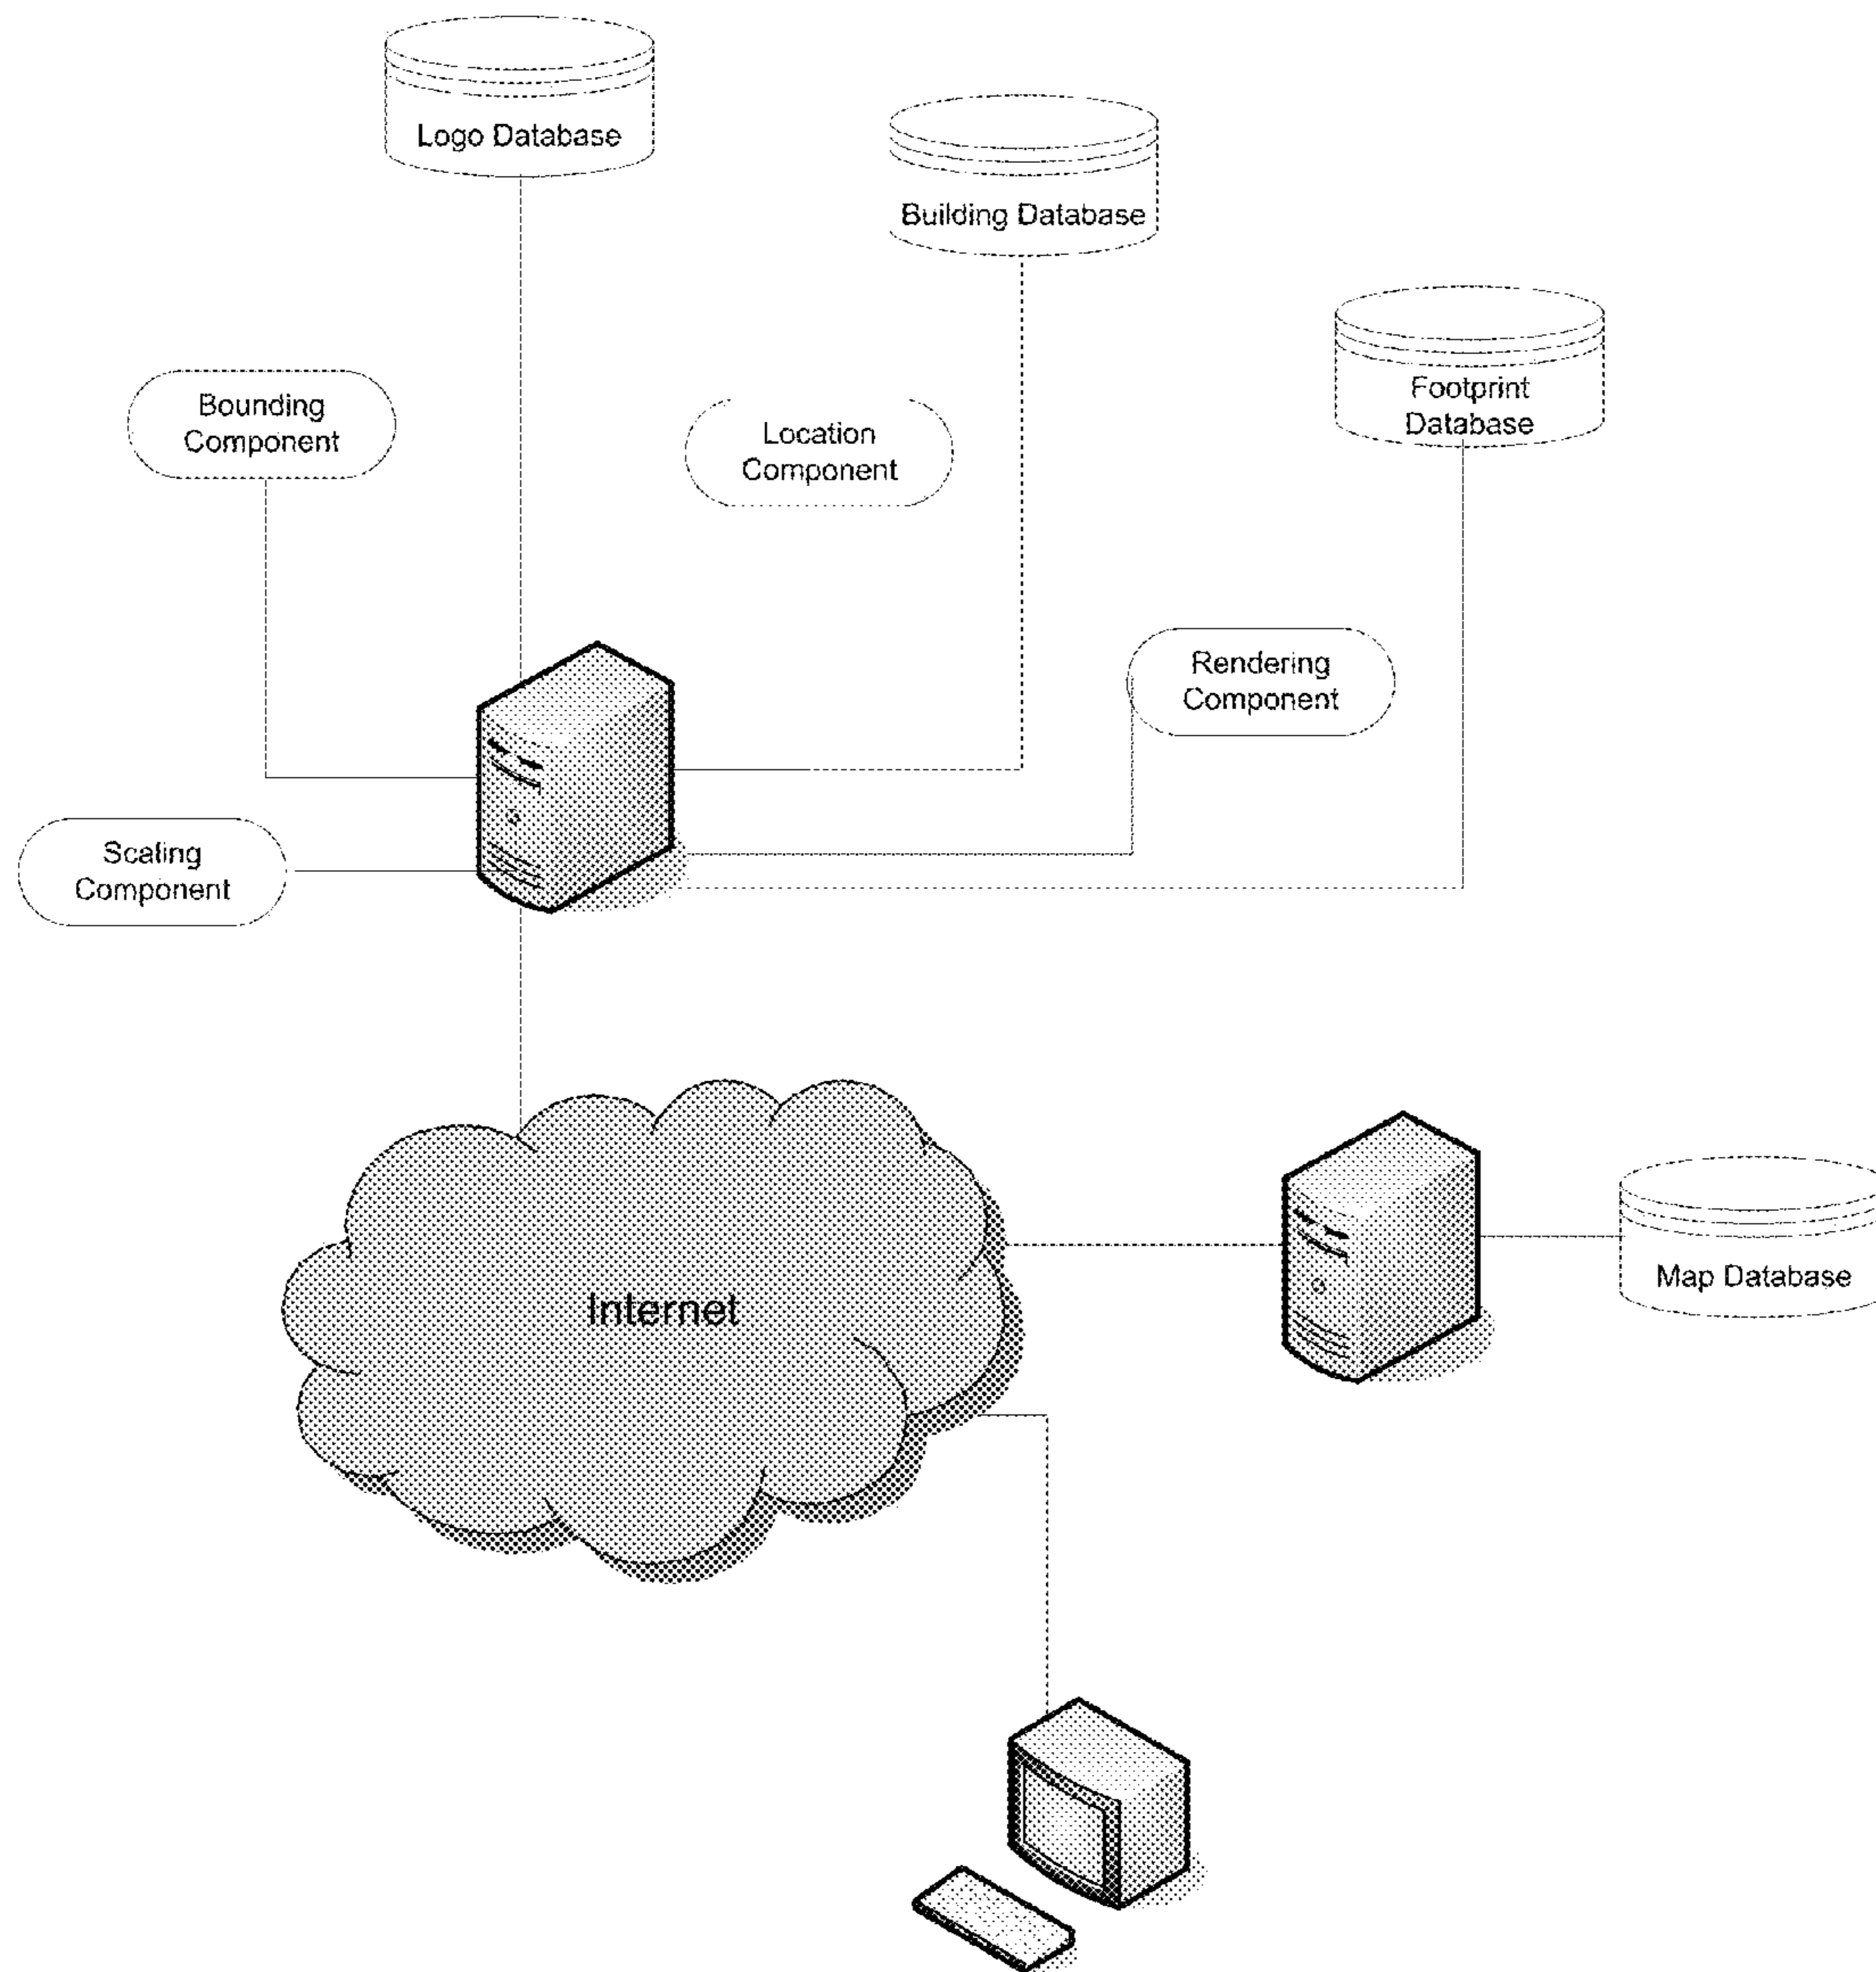 Logo Database
Building Database
Footprint
Database
Bounding
Component
Location
Component
Rendering
Component
Scaling
Component
Internet
Map Database